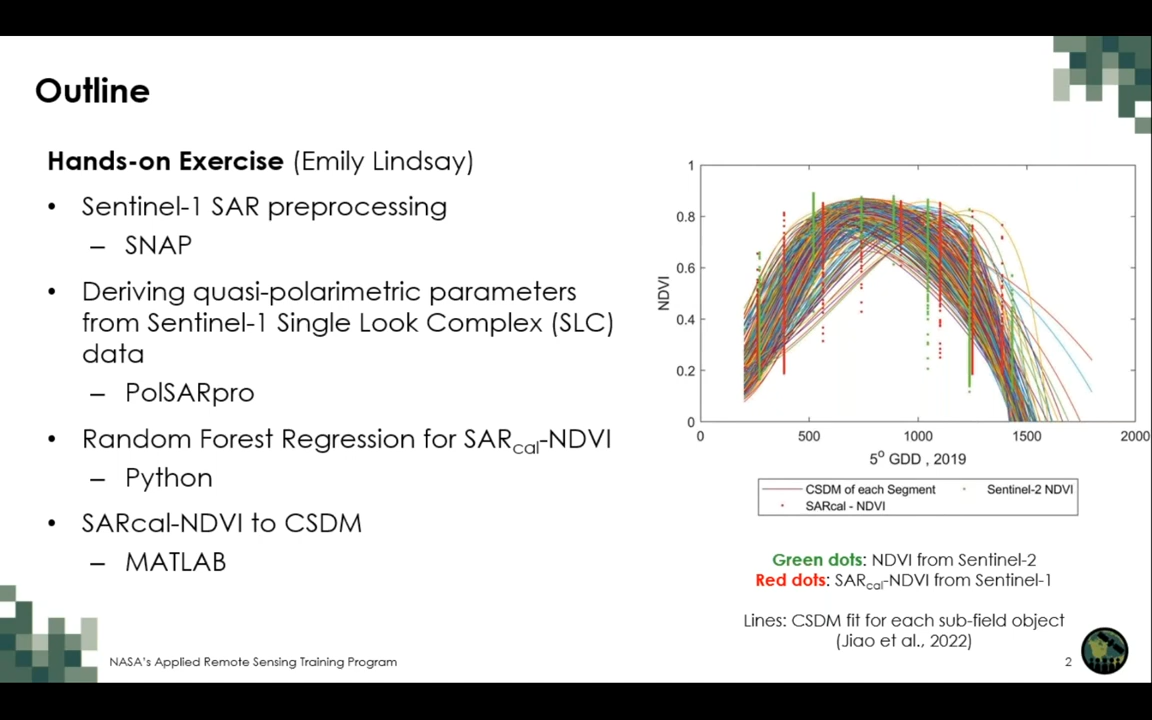 Outline
Hands-on Exercise (Emily Lindsay)
• Sentinel-1 SAR preprocessing
– SNAP
• Deriving quasi-polarimetric parameters
from Sentinel-1 Single Look Complex (SLC)
data
– PolSARpro
• Random Forest Regression for SARcal-NDVI
– Python
• SARcal-NDVI to CSDM
– MATLAB
1
0.8
0.6
0.4
0.2
0
NDVI
0 500 1000 1500 2000
5° GDD , 2019
CSDM of each Segment
Sentinel-2 NDVI
SARcal - NDVI
Green dots: NDVI from Sentinel-2
Red dots: SARcal-NDVI from Sentinel-1
Lines: CSDM fit for each sub-field object
(Jiao et al., 2022)
NASA's Applied Remote Sensing Training Program
2